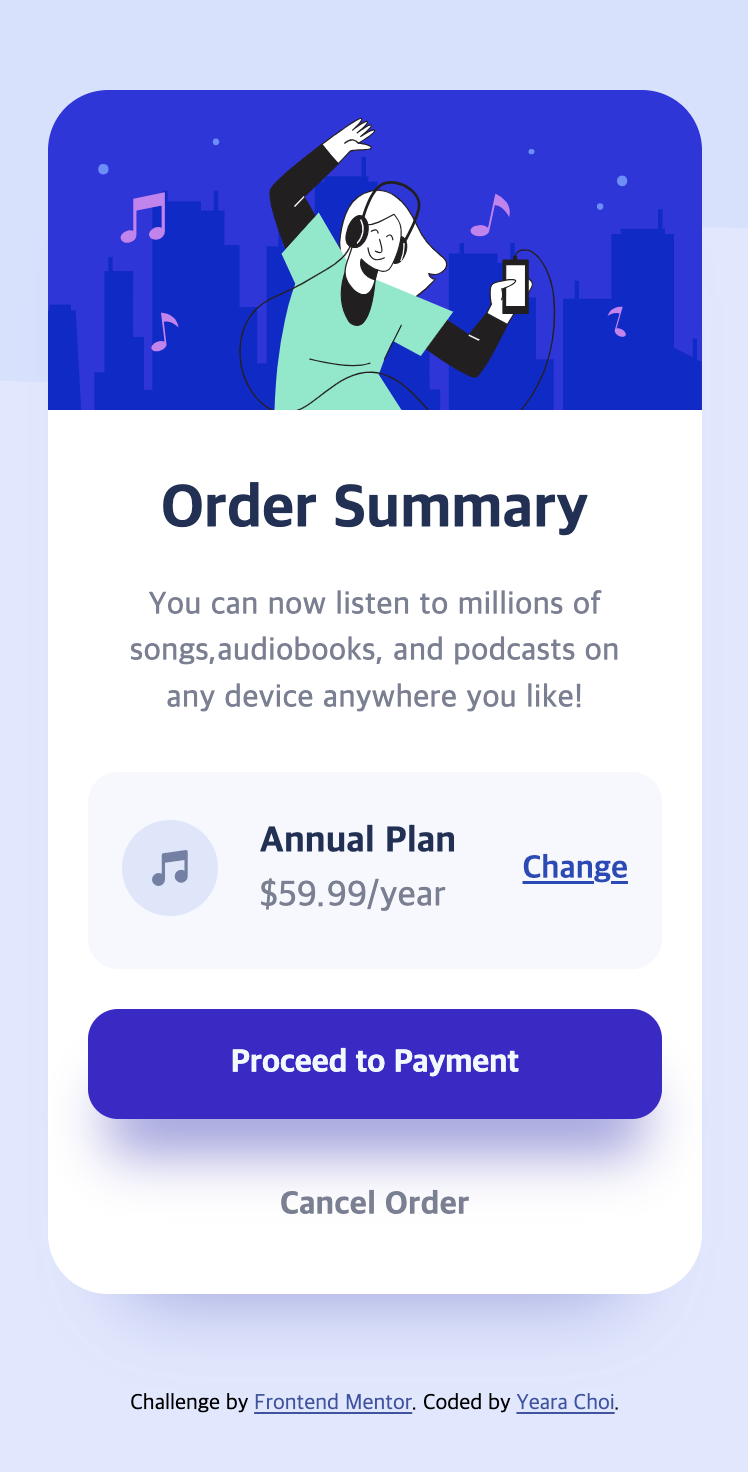 Order Summary
You can now listen to millions of
songs,audiobooks, and podcasts on
any device anywhere you like!
Annual Plan
$59.99/year
Change
Proceed to Payment
Cancel Order
Challenge by Frontend Mentor. Coded by Yeara Choi.